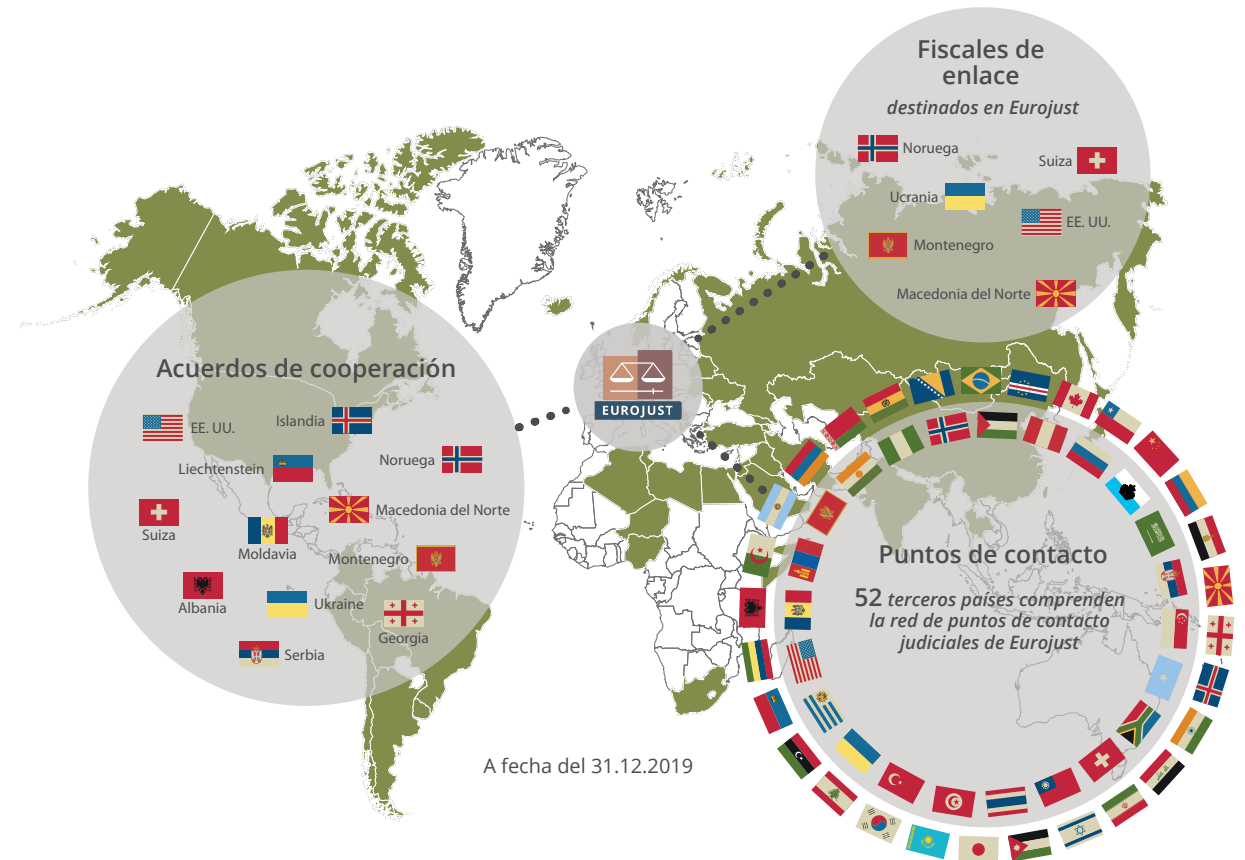 Fiscales de
enlace
destinados en Eurojust
Noruega
Suiza
Ucrania
EE. UU.
Montenegro
Macedonia del Norte
EUROJUST
Acuerdos de cooperación
EE. UU.
Islandia
Liechtenstein
Noruega
Suiza
Macedonia del Norte
Moldavia
Montenegro
Albania
Ukraine
Georgia
Serbia
Puntos de contacto
52 terceros países comprenden
la red de puntos de contacto
judiciales de Eurojust
A fecha del 31.12.2019